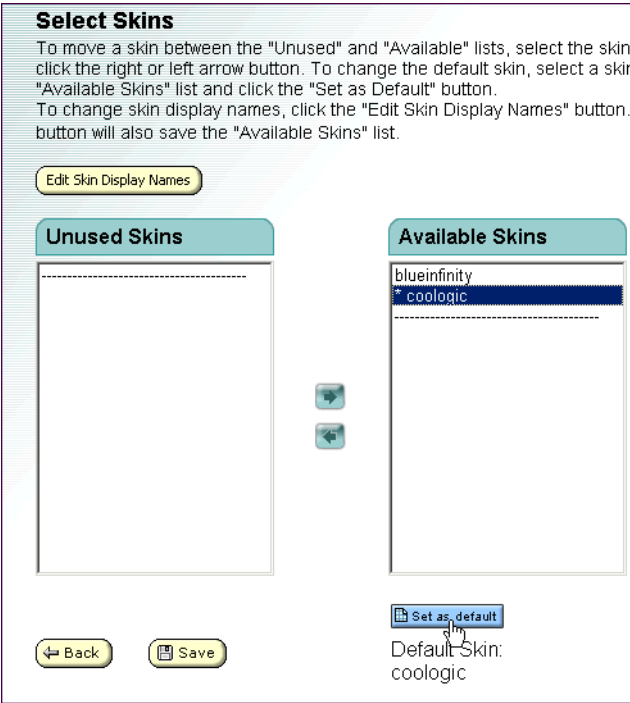 Select Skins
To move a skin between the "Unused" and "Available" lists, select the skin
click the right or left arrow button. To change the default skin, select a skin
"Available Skins" list and click the "Set as Default" button.
To change skin display names, click the "Edit Skin Display Names" button.
button will also save the "Available Skins" list.
Edit Skin Display Names
Unused Skins
Available Skins
---------------------------------------
blueinfinity
* coologic
---------------------------------------
Set as default
Back
Save
Default Skin:
coologic